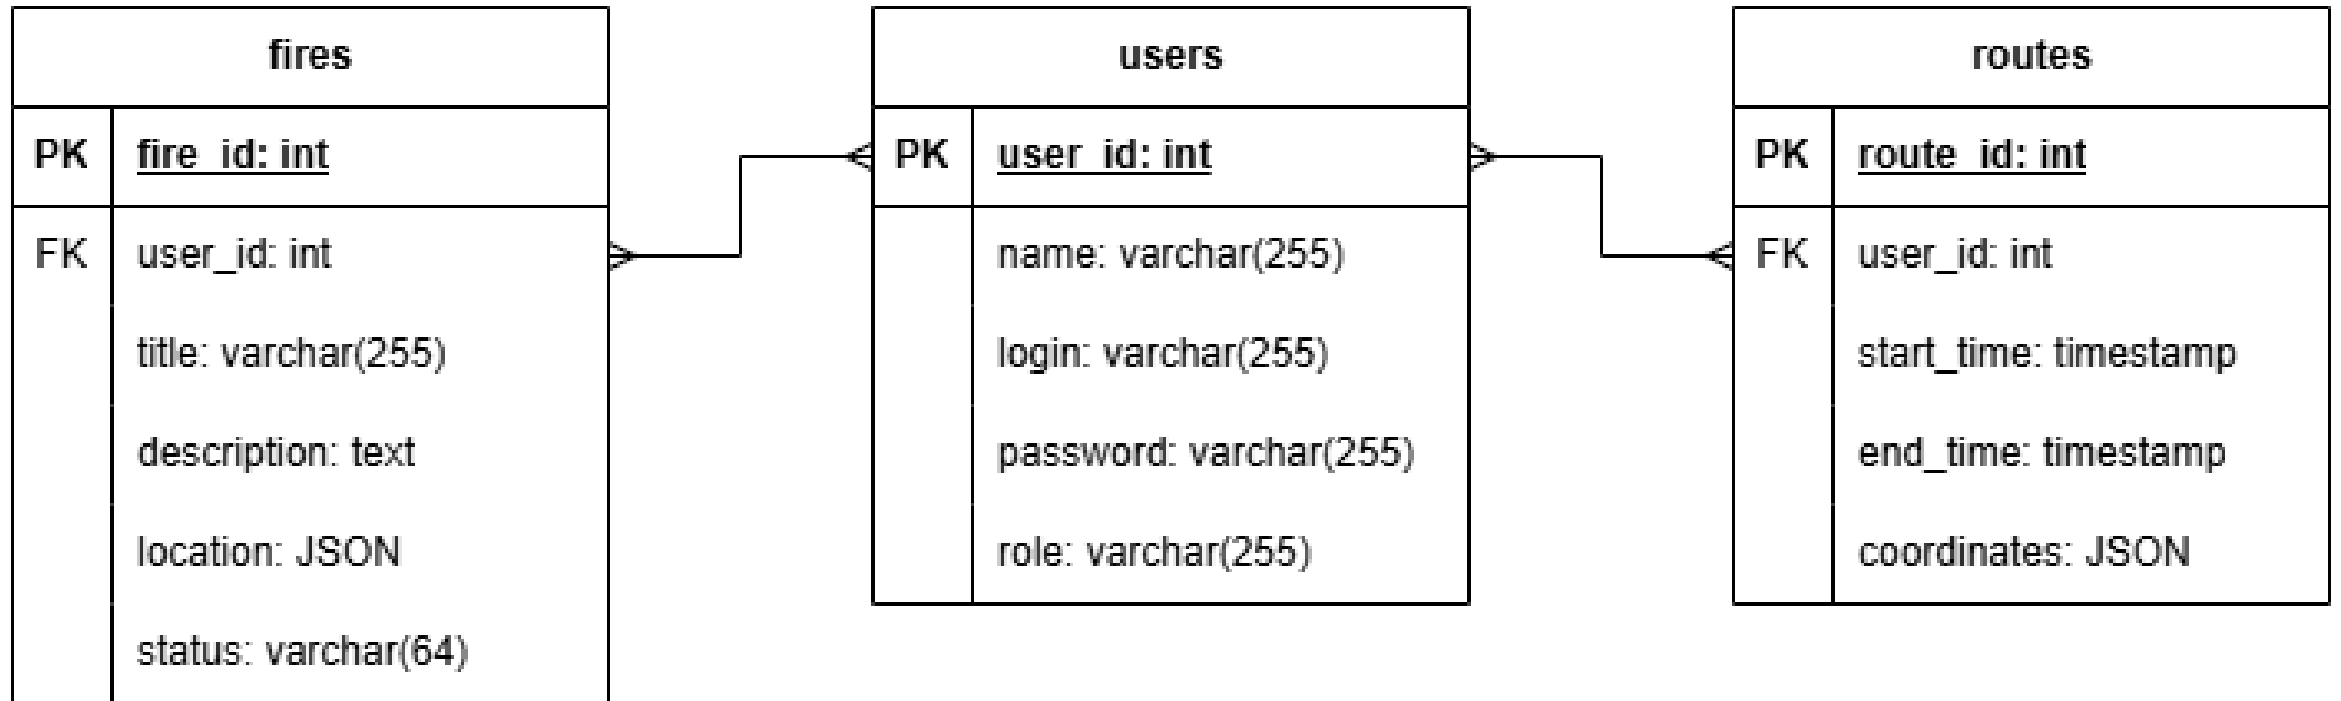 fires
PK fire_id: int
FK user_id: int
title: varchar(255)
description: text
location: JSON
status: varchar(64)
users
PK user_id: int
name: varchar(255)
login: varchar(255)
password: varchar(255)
role: varchar(255)
routes
PK route_id: int
FK user_id: int
start_time: timestamp
end_time: timestamp
coordinates: JSON